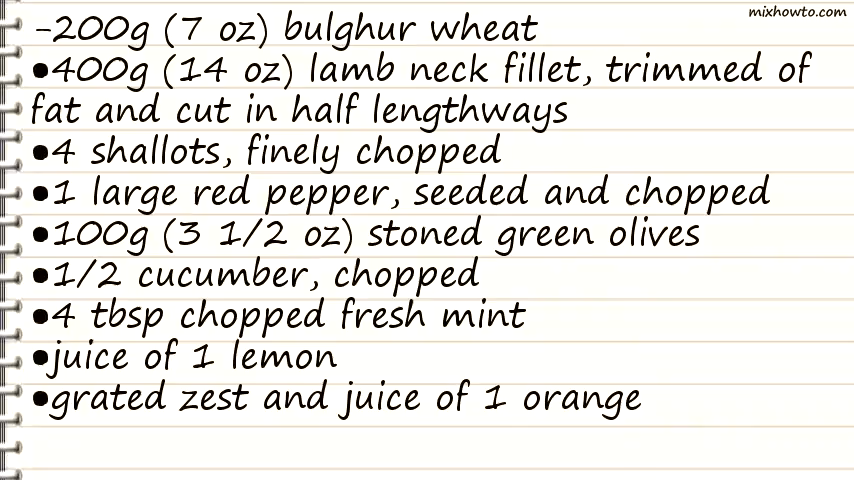 mixhowto.com
-200g (7 oz) bulghur wheat
•400g (14 oz) lamb neck fillet, trimmed of
fat and cut in half lengthways
•4 shallots, finely chopped
•1 large red pepper, seeded and chopped
•100g (3 1/2 oz) stoned green olives
•1/2 cucumber, chopped
•4 tbsp chopped fresh mint
•juice of 1 lemon
•grated zest and juice of 1 orange